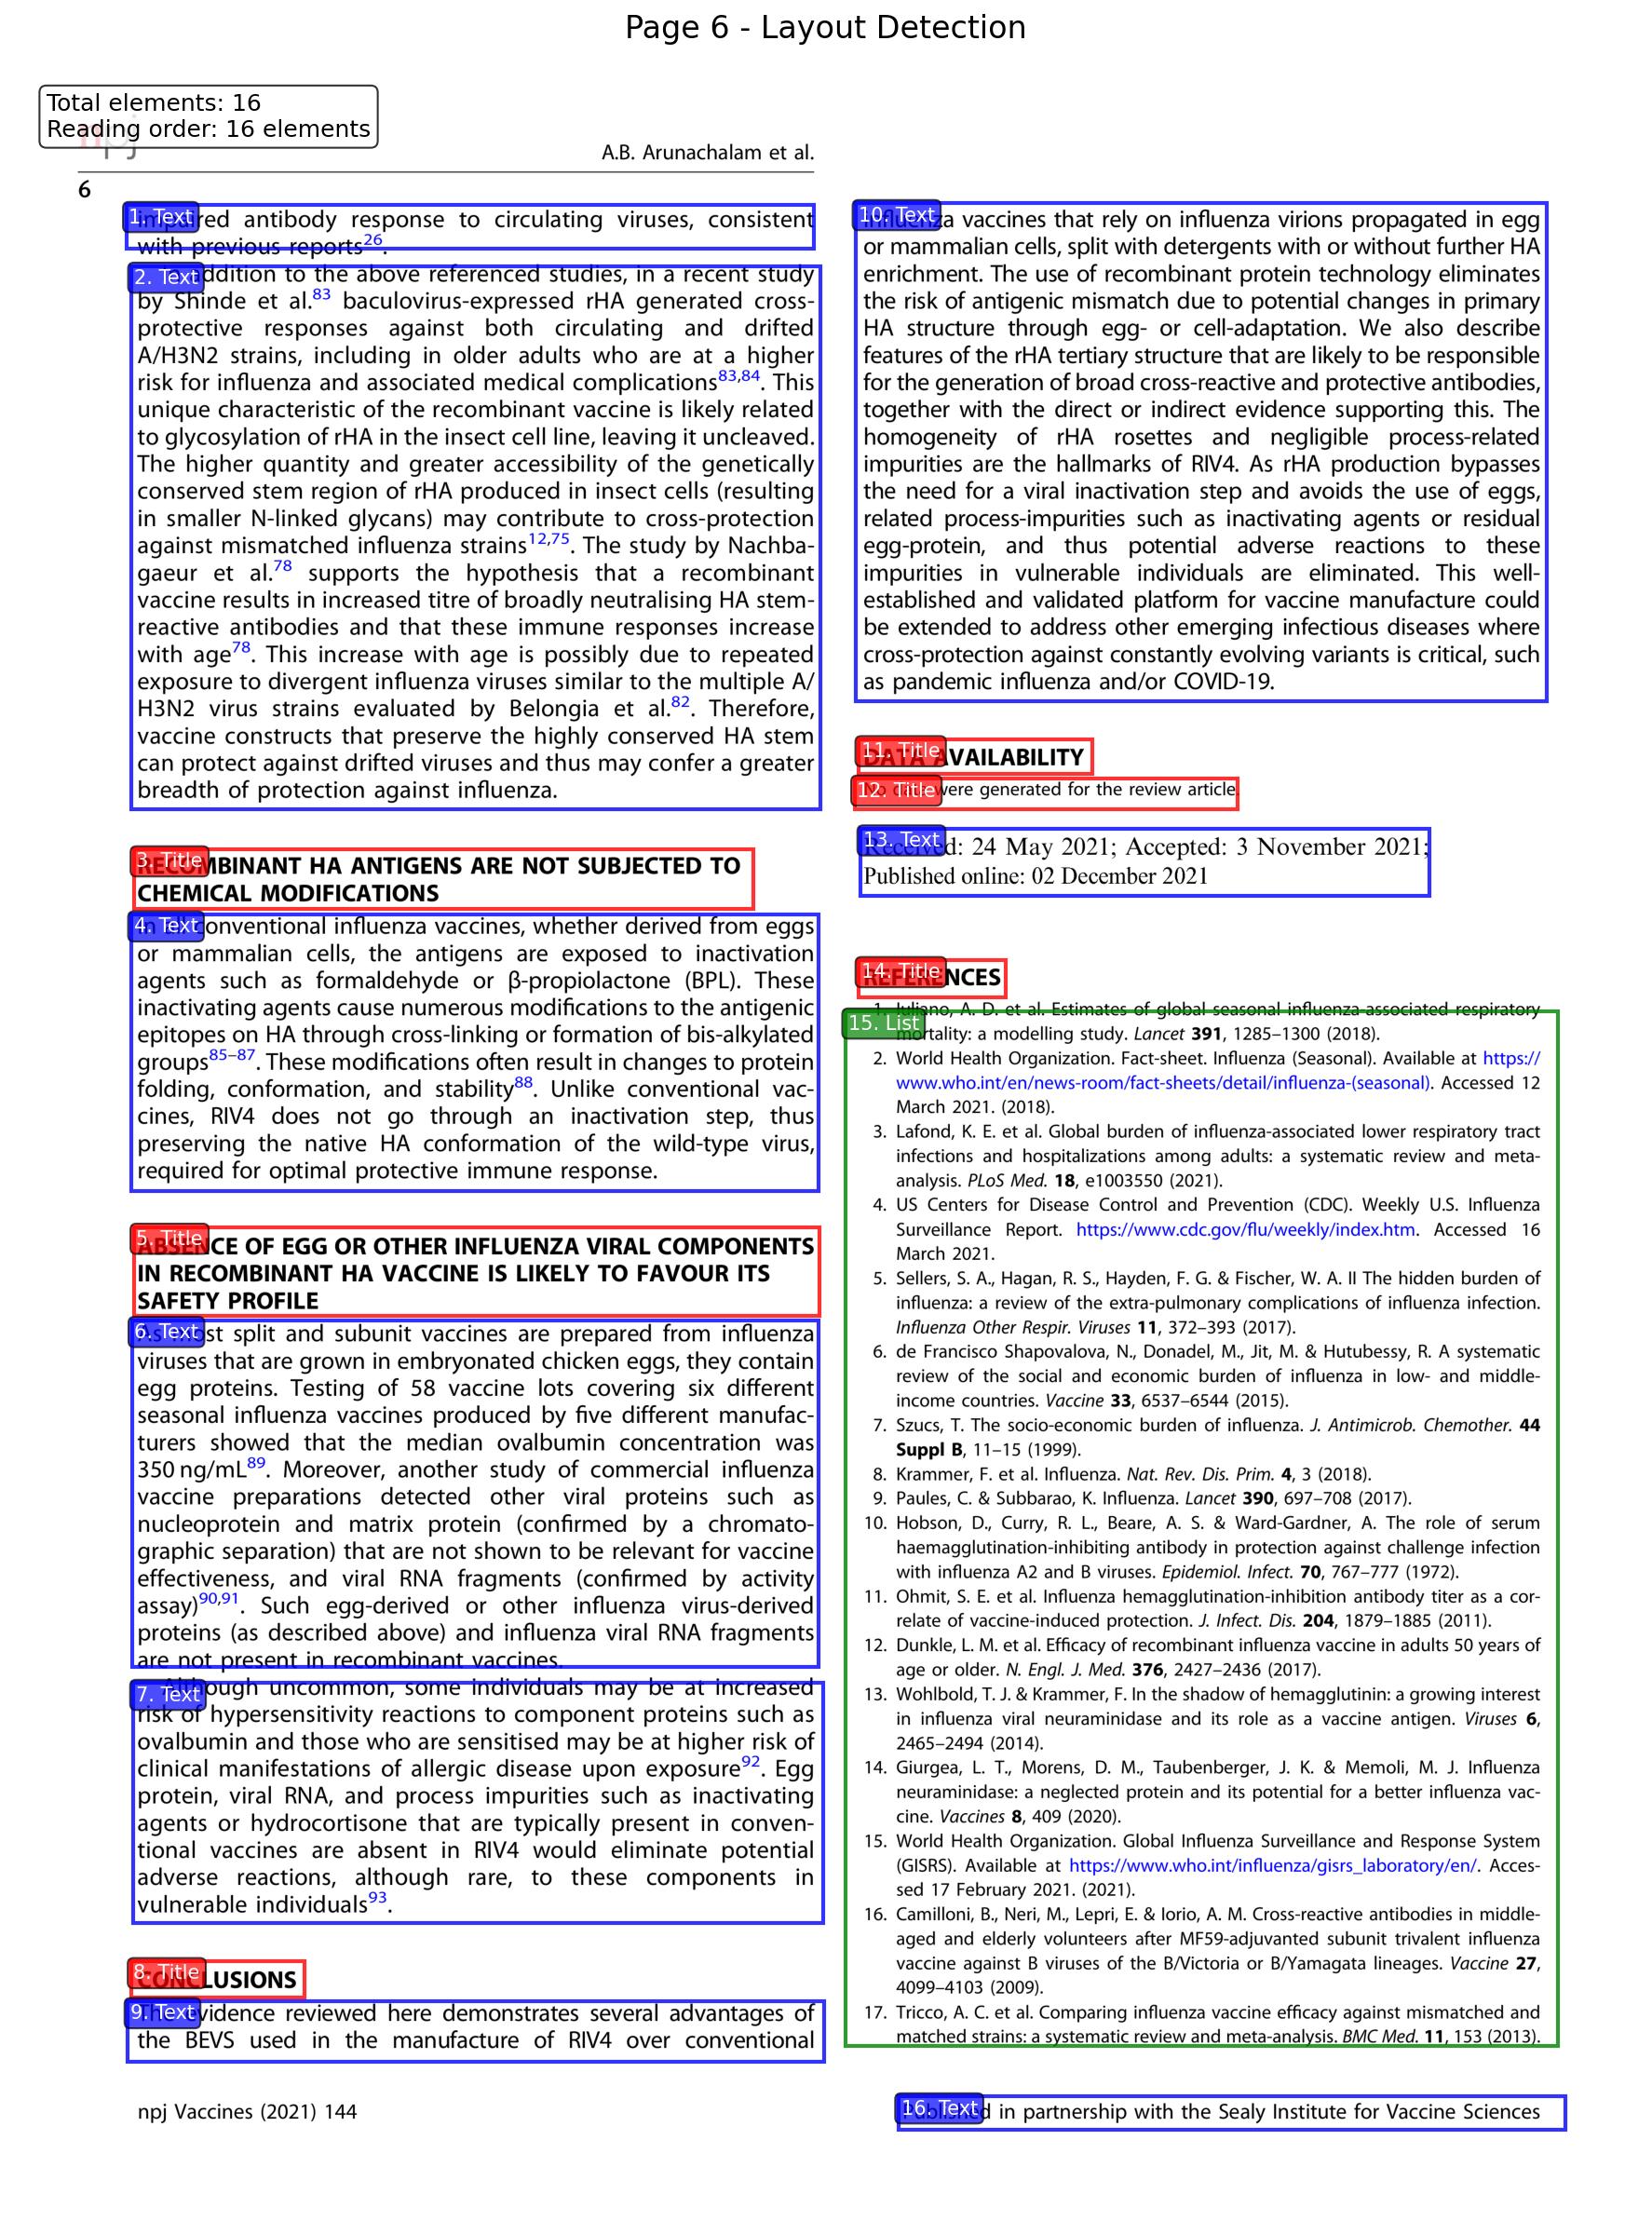 Page 6 - Layout Detection
Total elements: 16
Reading order: 16 elements
npj
A.B. Arunachalam et al.
6
1. Text
impaired antibody response to circulating viruses, consistent
with previous reports26.
2. Text
addition to the above referenced studies, in a recent study
by Shinde et al.83 baculovirus-expressed rHA generated cross-
protective responses against both circulating and drifted
A/H3N2 strains, including in older adults who are at a higher
risk for influenza and associated medical complications83,84. This
unique characteristic of the recombinant vaccine is likely related
to glycosylation of rHA in the insect cell line, leaving it uncleaved.
The higher quantity and greater accessibility of the genetically
conserved stem region of rHA produced in insect cells (resulting
in smaller N-linked glycans) may contribute to cross-protection
against mismatched influenza strains12,75. The study by Nachba-
gaeur et al.78 supports the hypothesis that a recombinant
vaccine results in increased titre of broadly neutralising HA stem-
reactive antibodies and that these immune responses increase
with age78. This increase with age is possibly due to repeated
exposure to divergent influenza viruses similar to the multiple A/
H3N2 virus strains evaluated by Belongia et al.82. Therefore,
vaccine constructs that preserve the highly conserved HA stem
can protect against drifted viruses and thus may confer a greater
breadth of protection against influenza.
3. Title
RECOMBINANT HA ANTIGENS ARE NOT SUBJECTED TO
CHEMICAL MODIFICATIONS
4. Text
In all conventional influenza vaccines, whether derived from eggs
or mammalian cells, the antigens are exposed to inactivation
agents such as formaldehyde or β-propiolactone (BPL). These
inactivating agents cause numerous modifications to the antigenic
epitopes on HA through cross-linking or formation of bis-alkylated
groups85–87. These modifications often result in changes to protein
folding, conformation, and stability88. Unlike conventional vac-
cines, RIV4 does not go through an inactivation step, thus
preserving the native HA conformation of the wild-type virus,
required for optimal protective immune response.
5. Title
ABSENCE OF EGG OR OTHER INFLUENZA VIRAL COMPONENTS
IN RECOMBINANT HA VACCINE IS LIKELY TO FAVOUR ITS
SAFETY PROFILE
6. Text
As most split and subunit vaccines are prepared from influenza
viruses that are grown in embryonated chicken eggs, they contain
egg proteins. Testing of 58 vaccine lots covering six different
seasonal influenza vaccines produced by five different manufac-
turers showed that the median ovalbumin concentration was
350 ng/mL89. Moreover, another study of commercial influenza
vaccine preparations detected other viral proteins such as
nucleoprotein and matrix protein (confirmed by a chromato-
graphic separation) that are not shown to be relevant for vaccine
effectiveness, and viral RNA fragments (confirmed by activity
assay)90,91. Such egg-derived or other influenza virus-derived
proteins (as described above) and influenza viral RNA fragments
are not present in recombinant vaccines.
7. Text
Although uncommon, some individuals may be at increased
risk of hypersensitivity reactions to component proteins such as
ovalbumin and those who are sensitised may be at higher risk of
clinical manifestations of allergic disease upon exposure92. Egg
protein, viral RNA, and process impurities such as inactivating
agents or hydrocortisone that are typically present in conven-
tional vaccines are absent in RIV4 would eliminate potential
adverse reactions, although rare, to these components in
vulnerable individuals93.
8. Title
CONCLUSIONS
9. Text
The evidence reviewed here demonstrates several advantages of
the BEVS used in the manufacture of RIV4 over conventional
10. Text
influenza vaccines that rely on influenza virions propagated in egg
or mammalian cells, split with detergents with or without further HA
enrichment. The use of recombinant protein technology eliminates
the risk of antigenic mismatch due to potential changes in primary
HA structure through egg- or cell-adaptation. We also describe
features of the rHA tertiary structure that are likely to be responsible
for the generation of broad cross-reactive and protective antibodies,
together with the direct or indirect evidence supporting this. The
homogeneity of rHA rosettes and negligible process-related
impurities are the hallmarks of RIV4. As rHA production bypasses
the need for a viral inactivation step and avoids the use of eggs,
related process-impurities such as inactivating agents or residual
egg-protein, and thus potential adverse reactions to these
impurities in vulnerable individuals are eliminated. This well-
established and validated platform for vaccine manufacture could
be extended to address other emerging infectious diseases where
cross-protection against constantly evolving variants is critical, such
as pandemic influenza and/or COVID-19.
11. Title
DATA AVAILABILITY
12. Title
No data were generated for the review article.
13. Text
Received: 24 May 2021; Accepted: 3 November 2021;
Published online: 02 December 2021
14. Title
REFERENCES
15. List
1. Iuliano, A. D. et al. Estimates of global seasonal influenza-associated respiratory
mortality: a modelling study. Lancet 391, 1285–1300 (2018).
2. World Health Organization. Fact-sheet. Influenza (Seasonal). Available at https://
www.who.int/en/news-room/fact-sheets/detail/influenza-(seasonal). Accessed 12
March 2021. (2018).
3. Lafond, K. E. et al. Global burden of influenza-associated lower respiratory tract
infections and hospitalizations among adults: a systematic review and meta-
analysis. PLoS Med. 18, e1003550 (2021).
4. US Centers for Disease Control and Prevention (CDC). Weekly U.S. Influenza
Surveillance Report. https://www.cdc.gov/flu/weekly/index.htm. Accessed 16
March 2021.
5. Sellers, S. A., Hagan, R. S., Hayden, F. G. & Fischer, W. A. II The hidden burden of
influenza: a review of the extra-pulmonary complications of influenza infection.
Influenza Other Respir. Viruses 11, 372–393 (2017).
6. de Francisco Shapovalova, N., Donadel, M., Jit, M. & Hutubessy, R. A systematic
review of the social and economic burden of influenza in low- and middle-
income countries. Vaccine 33, 6537–6544 (2015).
7. Szucs, T. The socio-economic burden of influenza. J. Antimicrob. Chemother. 44
Suppl B, 11–15 (1999).
8. Krammer, F. et al. Influenza. Nat. Rev. Dis. Prim. 4, 3 (2018).
9. Paules, C. & Subbarao, K. Influenza. Lancet 390, 697–708 (2017).
10. Hobson, D., Curry, R. L., Beare, A. S. & Ward-Gardner, A. The role of serum
haemagglutination-inhibiting antibody in protection against challenge infection
with influenza A2 and B viruses. Epidemiol. Infect. 70, 767–777 (1972).
11. Ohmit, S. E. et al. Influenza hemagglutination-inhibition antibody titer as a cor-
relate of vaccine-induced protection. J. Infect. Dis. 204, 1879–1885 (2011).
12. Dunkle, L. M. et al. Efficacy of recombinant influenza vaccine in adults 50 years of
age or older. N. Engl. J. Med. 376, 2427–2436 (2017).
13. Wohlbold, T. J. & Krammer, F. In the shadow of hemagglutinin: a growing interest
in influenza viral neuraminidase and its role as a vaccine antigen. Viruses 6,
2465–2494 (2014).
14. Giurgea, L. T., Morens, D. M., Taubenberger, J. K. & Memoli, M. J. Influenza
neuraminidase: a neglected protein and its potential for a better influenza vac-
cine. Vaccines 8, 409 (2020).
15. World Health Organization. Global Influenza Surveillance and Response System
(GISRS). Available at https://www.who.int/influenza/gisrs_laboratory/en/. Acces-
sed 17 February 2021. (2021).
16. Camilloni, B., Neri, M., Lepri, E. & Iorio, A. M. Cross-reactive antibodies in middle-
aged and elderly volunteers after MF59-adjuvanted subunit trivalent influenza
vaccine against B viruses of the B/Victoria or B/Yamagata lineages. Vaccine 27,
4099–4103 (2009).
17. Tricco, A. C. et al. Comparing influenza vaccine efficacy against mismatched and
matched strains: a systematic review and meta-analysis. BMC Med. 11, 153 (2013).
npj Vaccines (2021) 144
16. Text
Published in partnership with the Sealy Institute for Vaccine Sciences